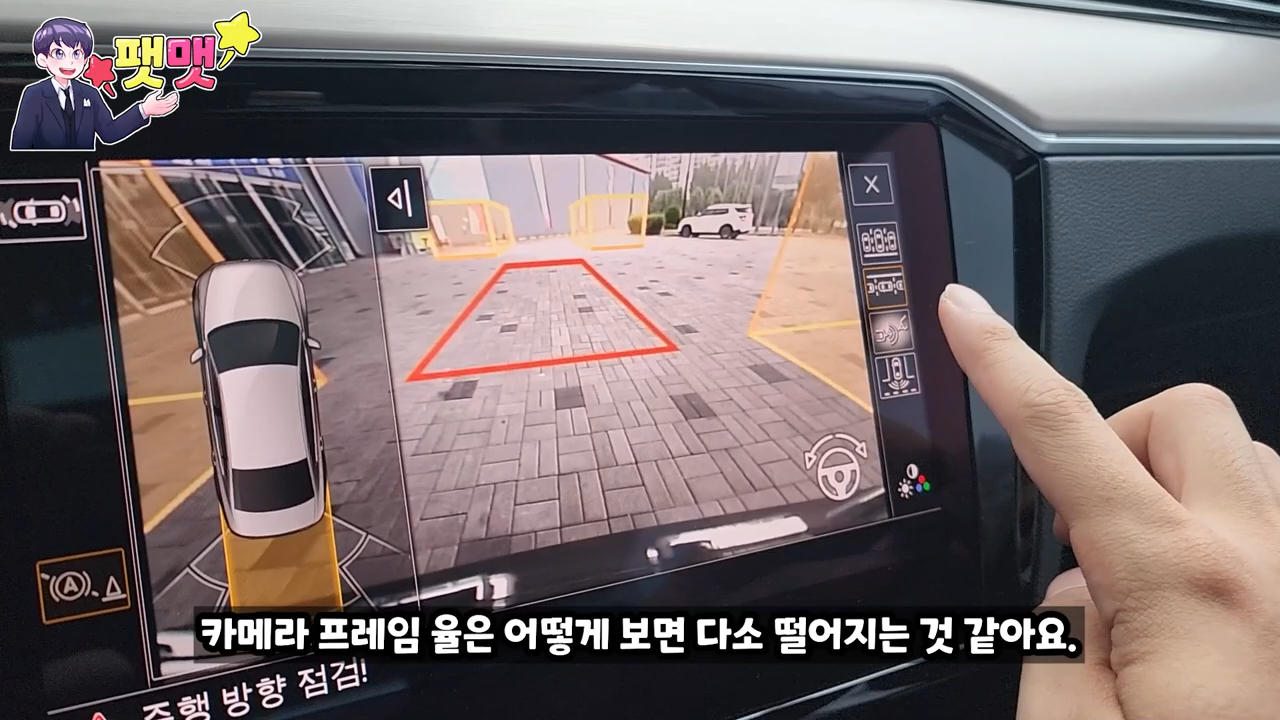 팻맷
카메라 프레임 율은 어떻게 보면 다소 떨어지는 것 같아요.
주행 방향 점검!